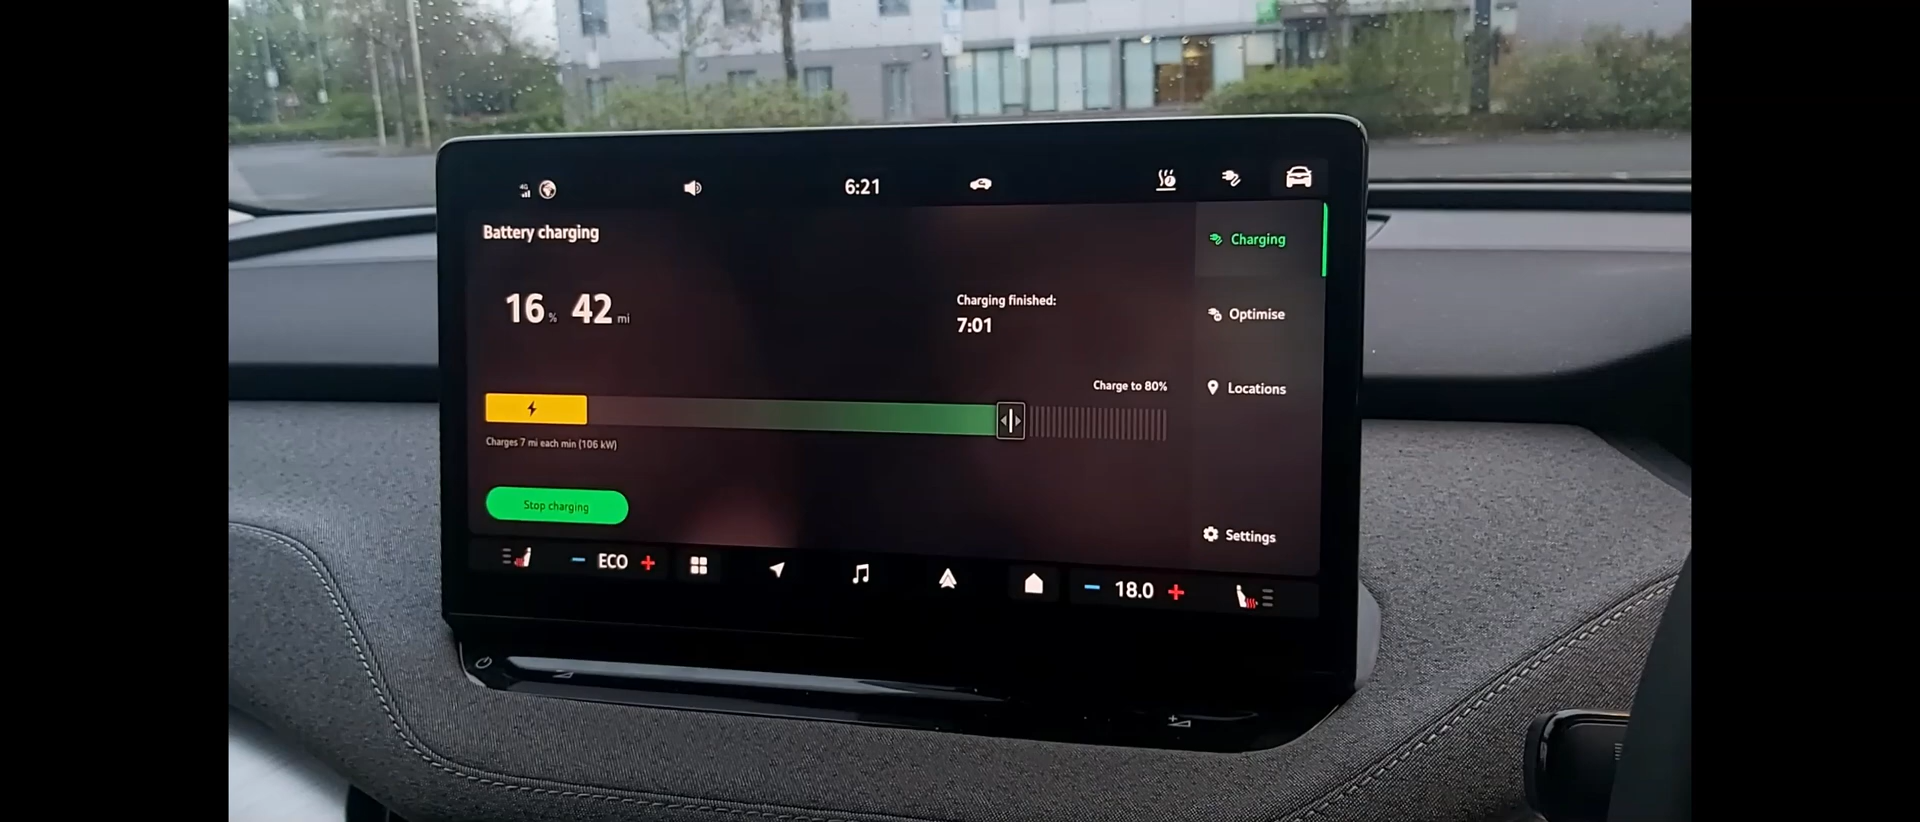 4G
6:21
Battery charging
Charging
16 % 42 mi
Charging finished:
7:01
Optimise
Charge to 80%
Locations
Charges 7 mi each min (106 kW)
Stop charging
Settings
− ECO +
− 18.0 +